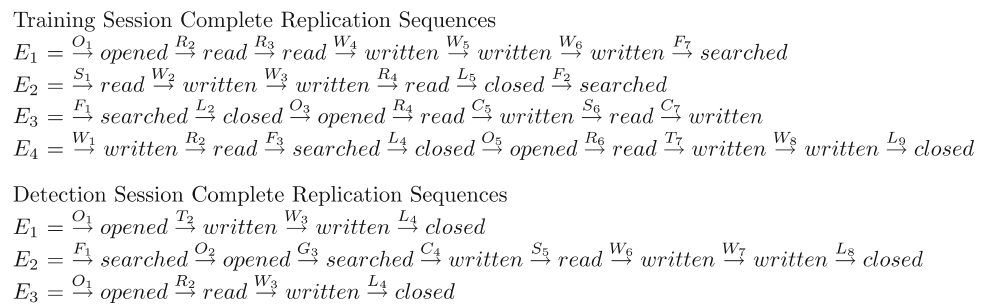 Training Session Complete Replication Sequences
E₁ = →^{O₁} opened →^{R₂} read →^{R₃} read →^{W₄} written →^{W₅} written →^{W₆} written →^{F₇} searched
E₂ = →^{S₁} read →^{W₂} written →^{W₃} written →^{R₄} read →^{L₅} closed →^{F₂} searched
E₃ = →^{F₁} searched →^{L₂} closed →^{O₃} opened →^{R₄} read →^{C₅} written →^{S₆} read →^{C₇} written
E₄ = →^{W₁} written →^{R₂} read →^{F₃} searched →^{L₄} closed →^{O₅} opened →^{R₆} read →^{T₇} written →^{W₈} written →^{L₉} closed
Detection Session Complete Replication Sequences
E₁ = →^{O₁} opened →^{T₂} written →^{W₃} written →^{L₄} closed
E₂ = →^{F₁} searched →^{O₂} opened →^{G₃} searched →^{C₄} written →^{S₅} read →^{W₆} written →^{W₇} written →^{L₈} closed
E₃ = →^{O₁} opened →^{R₂} read →^{W₃} written →^{L₄} closed